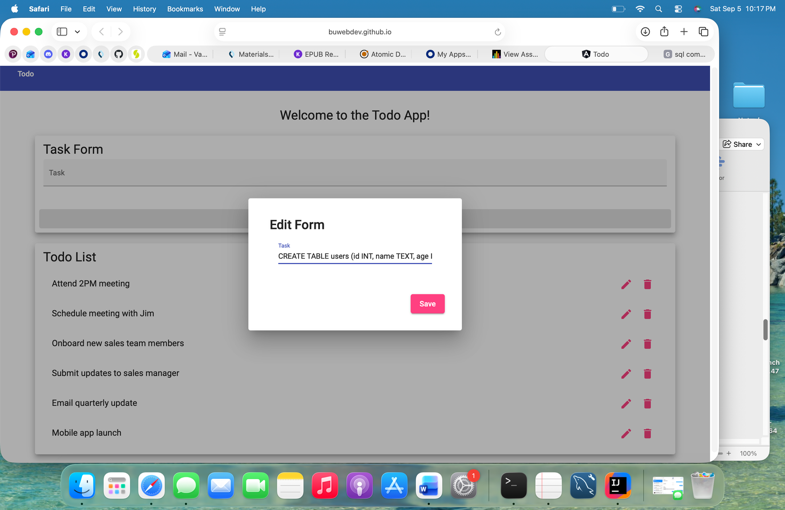 Safari File Edit View History Bookmarks Window Help
Sat Sep 5 10:17 PM
buwebdev.github.io
Mail – Va...
Materials...
EPUB Re...
Atomic D...
My Apps...
View Ass...
Todo
sql com...
Todo
Welcome to the Todo App!
Task Form
Task
Edit Form
Task
CREATE TABLE users (id INT, name TEXT, age I
Save
Todo List
Attend 2PM meeting
Schedule meeting with Jim
Onboard new sales team members
Submit updates to sales manager
Email quarterly update
Mobile app launch
Share
or
47
100%
1